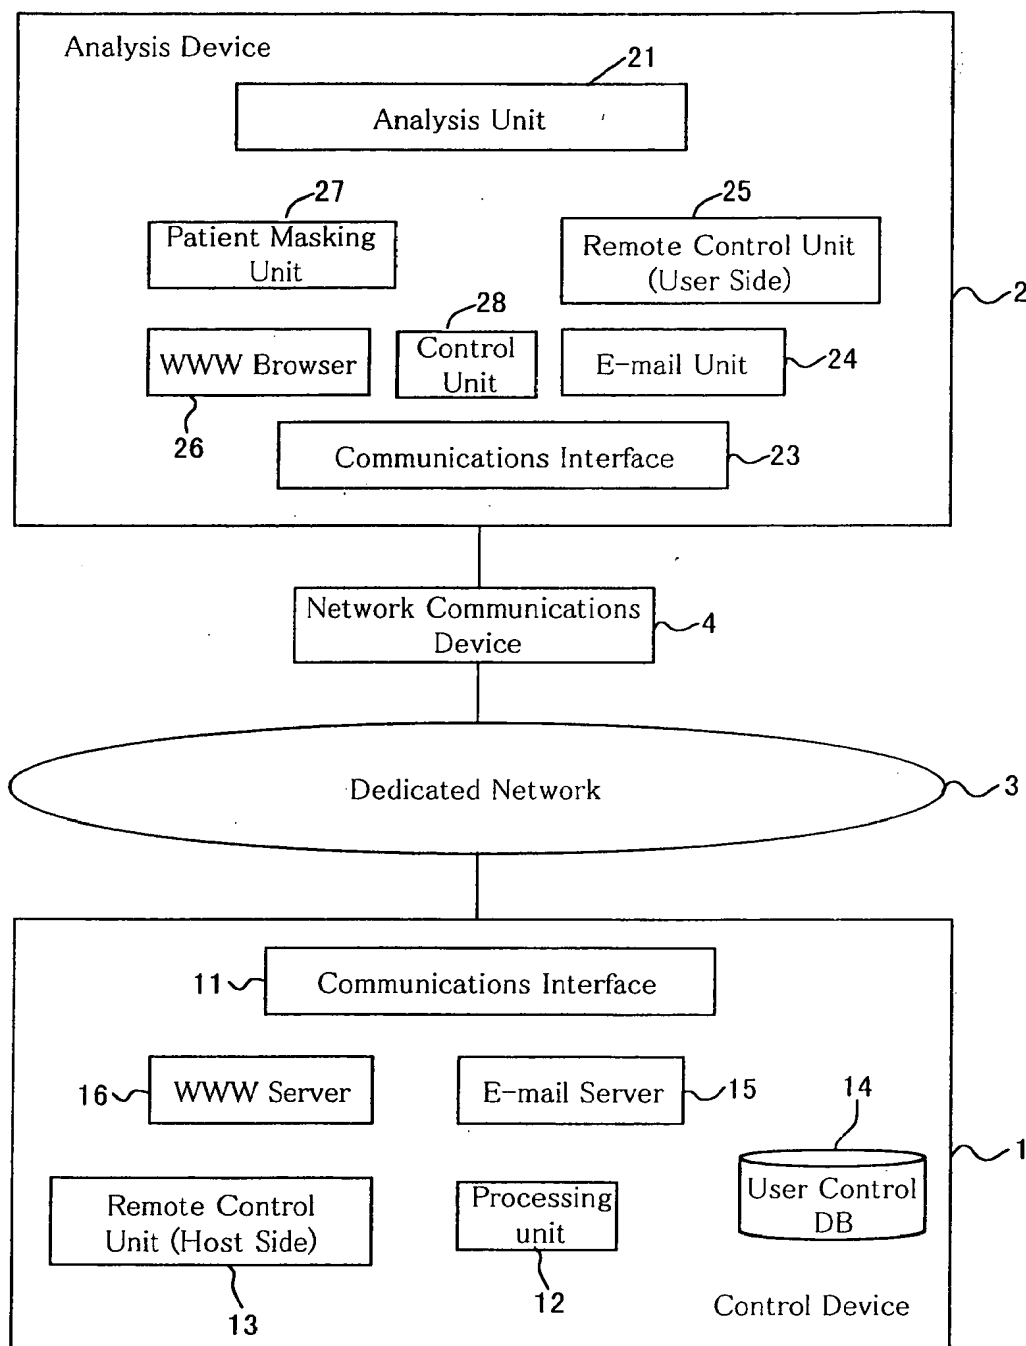 Analysis Device
21
Analysis Unit
27
25
Patient Masking
Unit
Remote Control Unit
(User Side)
2
28
WWW Browser
Control
Unit
E-mail Unit
24
26
Communications Interface
23
Network Communications
Device
4
Dedicated Network
3
11
Communications Interface
16
WWW Server
E-mail Server
15
14
1
Remote Control
Unit (Host Side)
Processing
unit
User Control
DB
13
12
Control Device